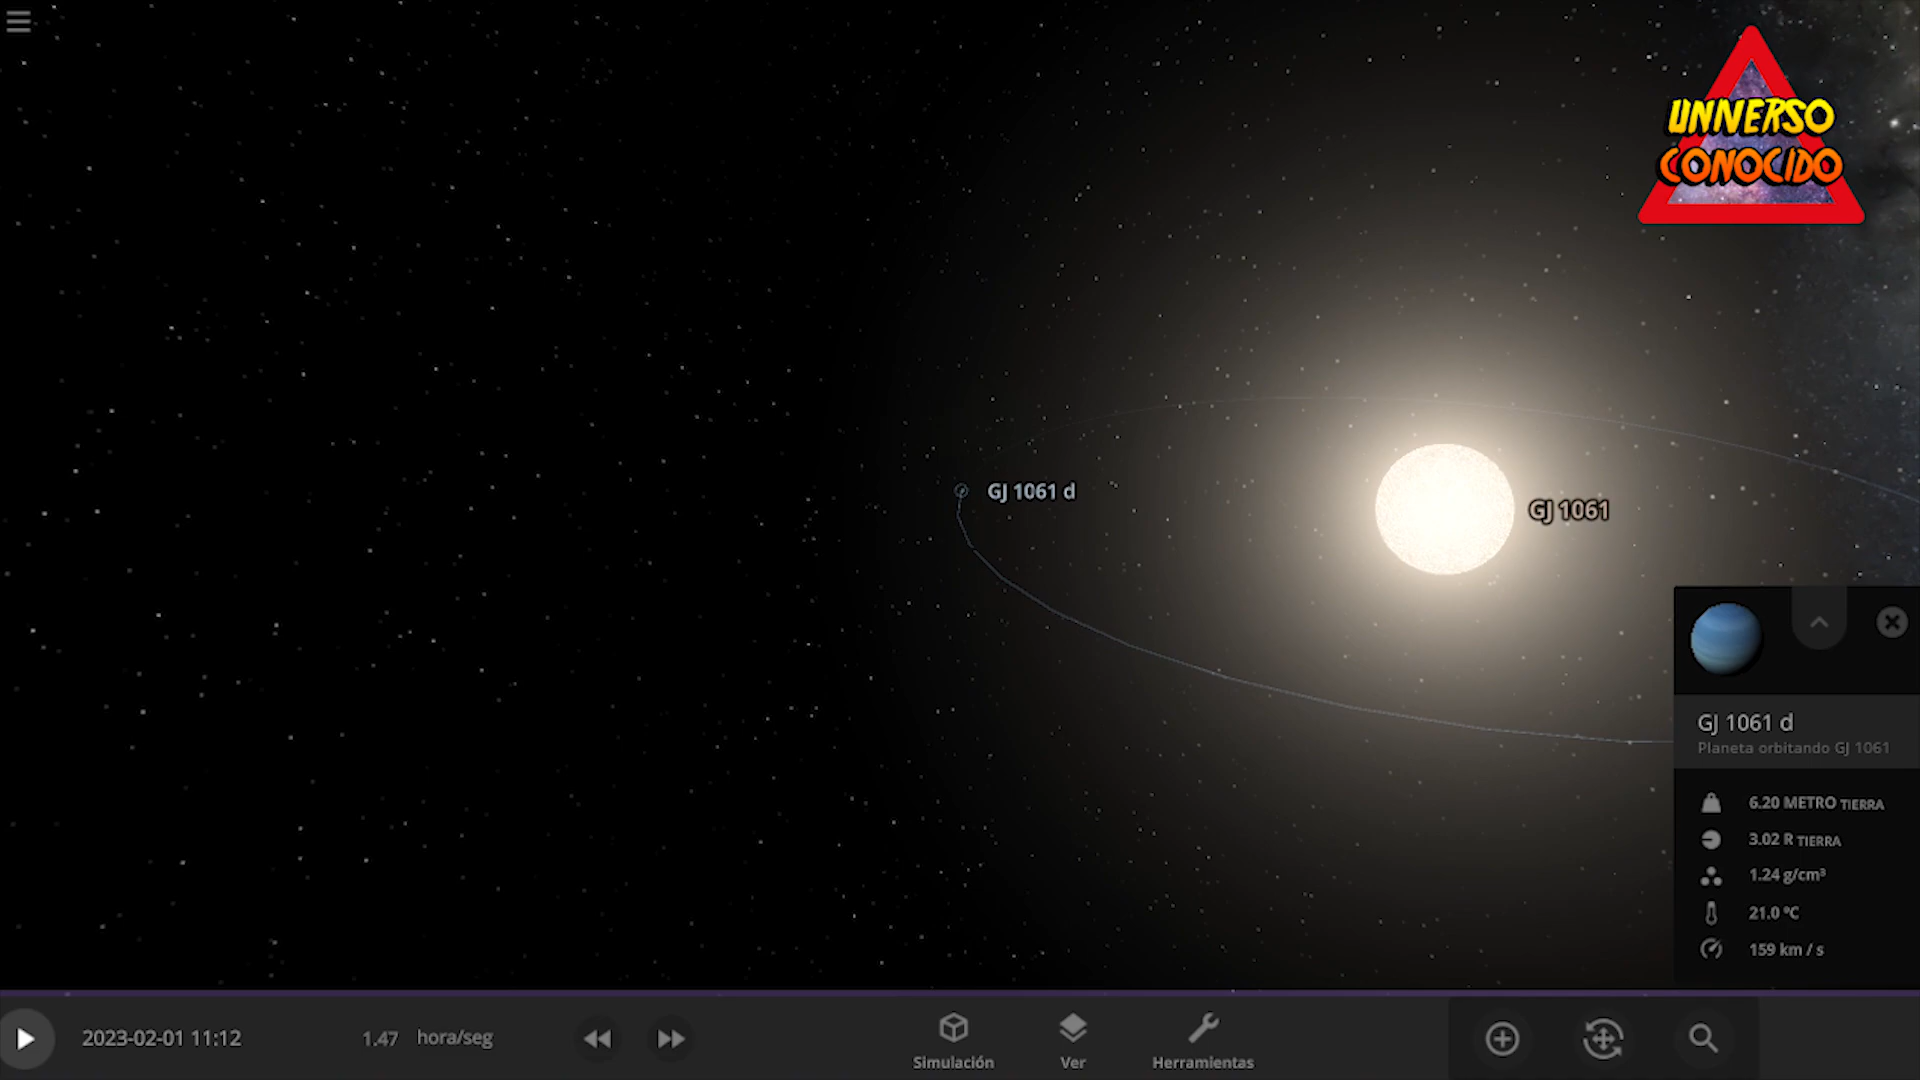 UNIVERSO
CONOCIDO
GJ 1061 d
GJ 1061
GJ 1061 d
Planeta orbitando GJ 1061
6.20 METRO TIERRA
3.02 R TIERRA
1.24 g/cm³
21.0 ºC
159 km / s
2023-02-01 11:12
1.47 hora/seg
Simulación
Ver
Herramientas